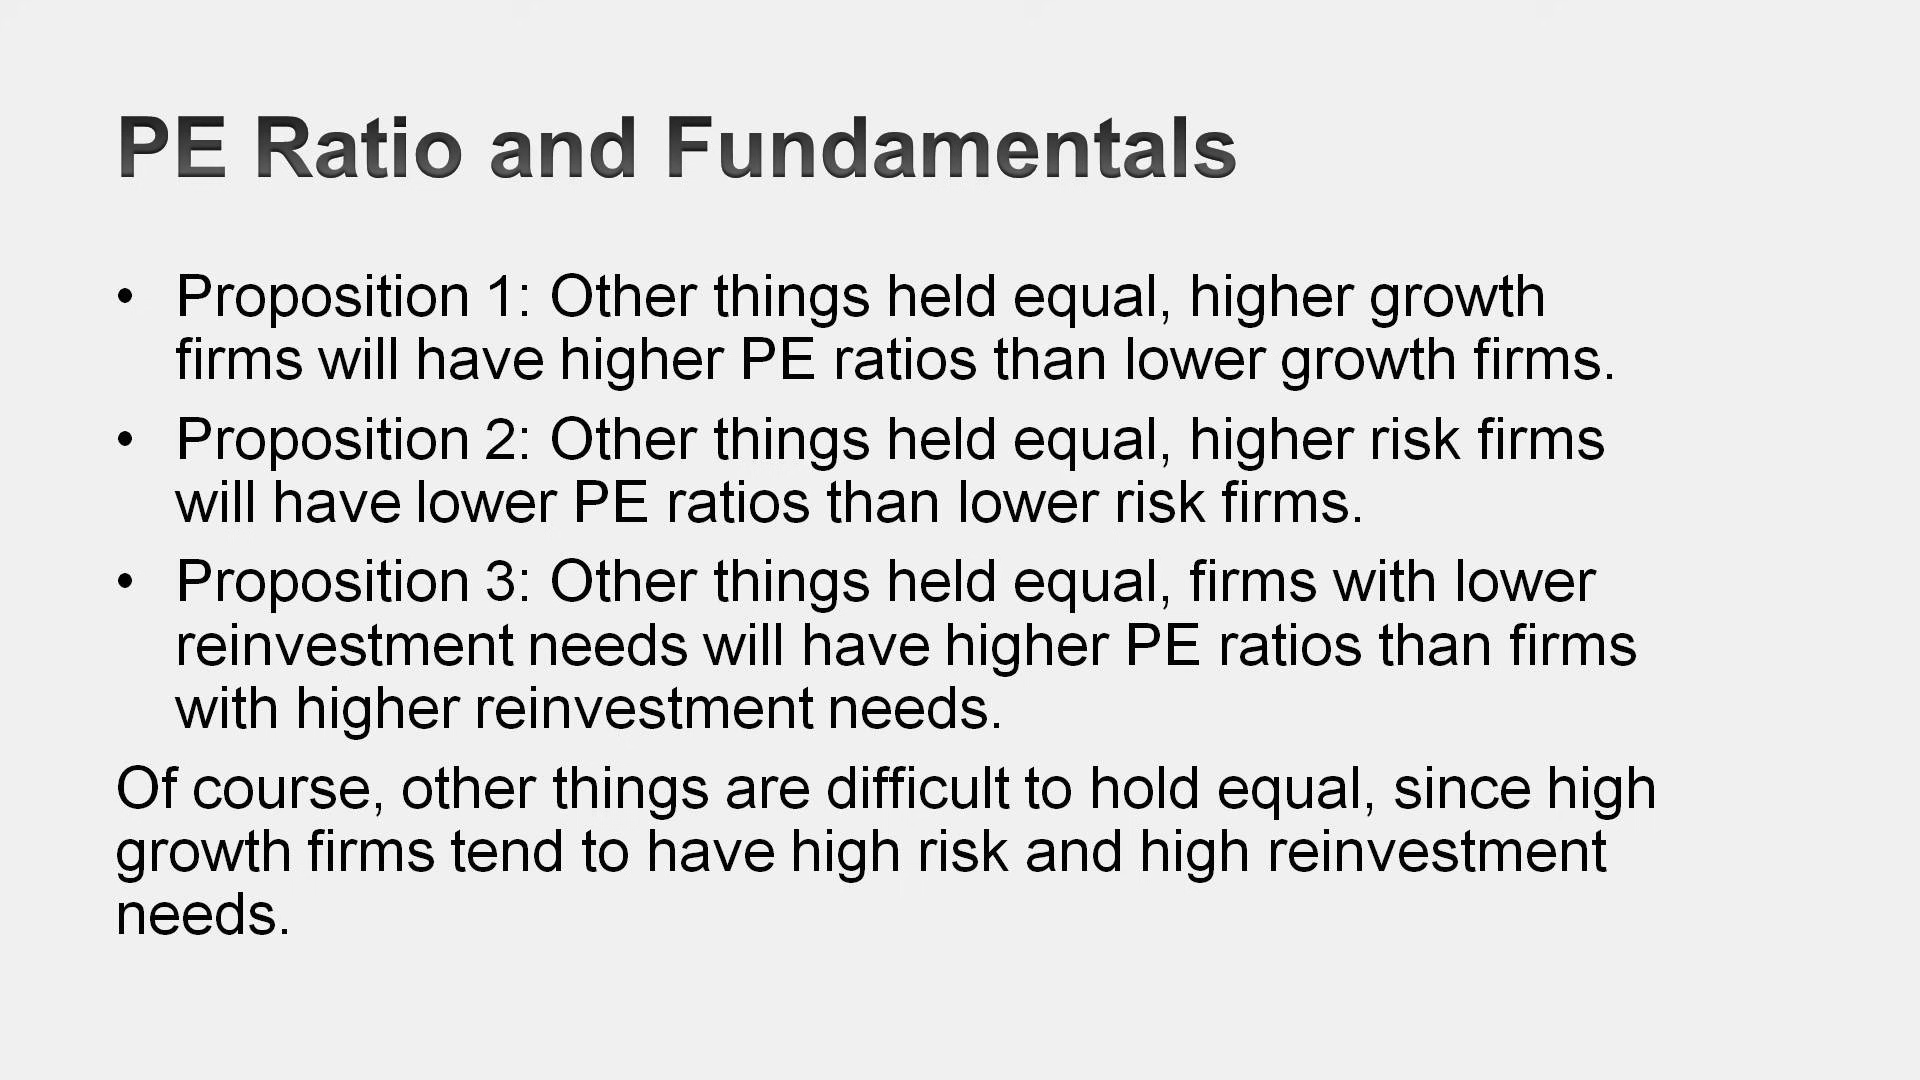 PE Ratio and Fundamentals
• Proposition 1: Other things held equal, higher growth
firms will have higher PE ratios than lower growth firms.
• Proposition 2: Other things held equal, higher risk firms
will have lower PE ratios than lower risk firms.
• Proposition 3: Other things held equal, firms with lower
reinvestment needs will have higher PE ratios than firms
with higher reinvestment needs.
Of course, other things are difficult to hold equal, since high
growth firms tend to have high risk and high reinvestment
needs.